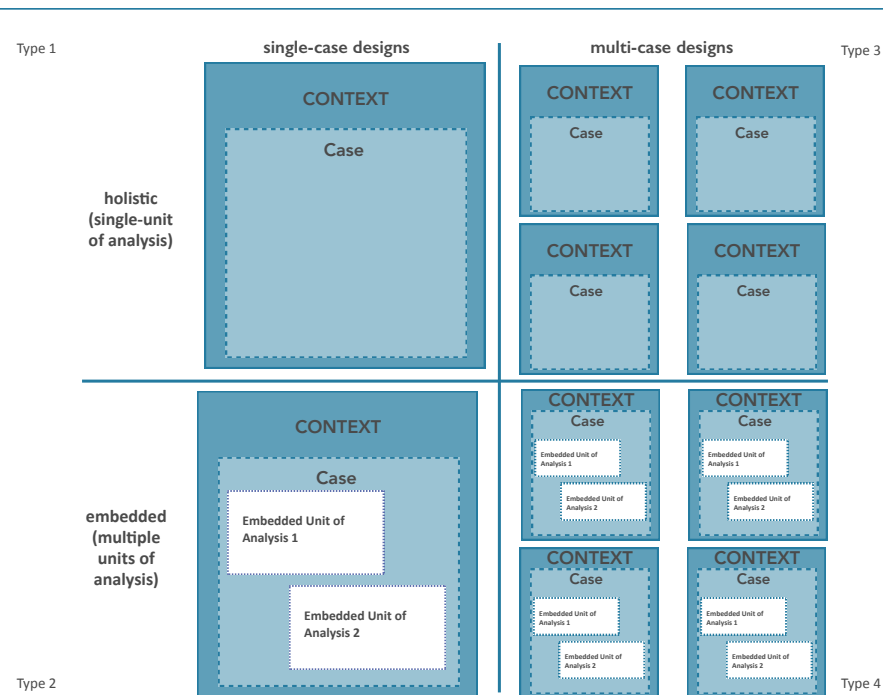 Type 1
single-case designs
multi-case designs
Type 3
CONTEXT
Case
holistic
(single-unit
of analysis)
CONTEXT
Case
CONTEXT
Case
CONTEXT
Case
CONTEXT
Case
CONTEXT
Case
Embedded Unit of
Analysis 1
Embedded Unit of
Analysis 2
embedded
(multiple
units of
analysis)
CONTEXT
Case
Embedded Unit of
Analysis 1
Embedded Unit of
Analysis 2
CONTEXT
Case
Embedded Unit of
Analysis 1
Embedded Unit of
Analysis 2
CONTEXT
Case
Embedded Unit of
Analysis 1
Embedded Unit of
Analysis 2
CONTEXT
Case
Embedded Unit of
Analysis 1
Embedded Unit of
Analysis 2
Type 2
Type 4